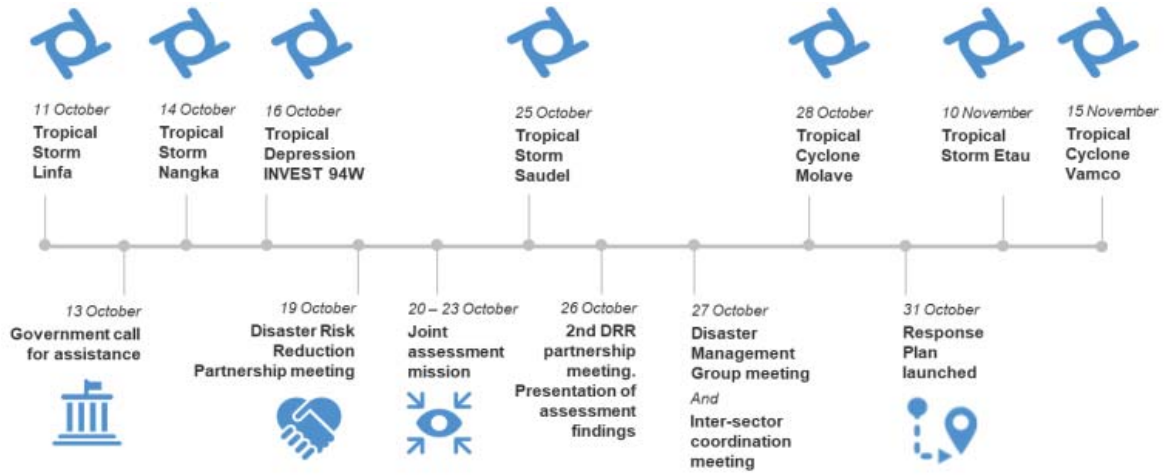 11 October
Tropical
Storm
Linfa
14 October
Tropical
Storm
Nangka
16 October
Tropical
Depression
INVEST 94W
25 October
Tropical
Storm
Saudel
28 October
Tropical
Cyclone
Molave
10 November
Tropical
Storm Etau
15 November
Tropical
Cyclone
Vamco
13 October
Government call
for assistance
19 October
Disaster Risk
Reduction
Partnership meeting
20 – 23 October
Joint
assessment
mission
26 October
2nd DRR
partnership
meeting.
Presentation of
assessment
findings
27 October
Disaster
Management
Group meeting
And
Inter-sector
coordination
meeting
31 October
Response
Plan
launched